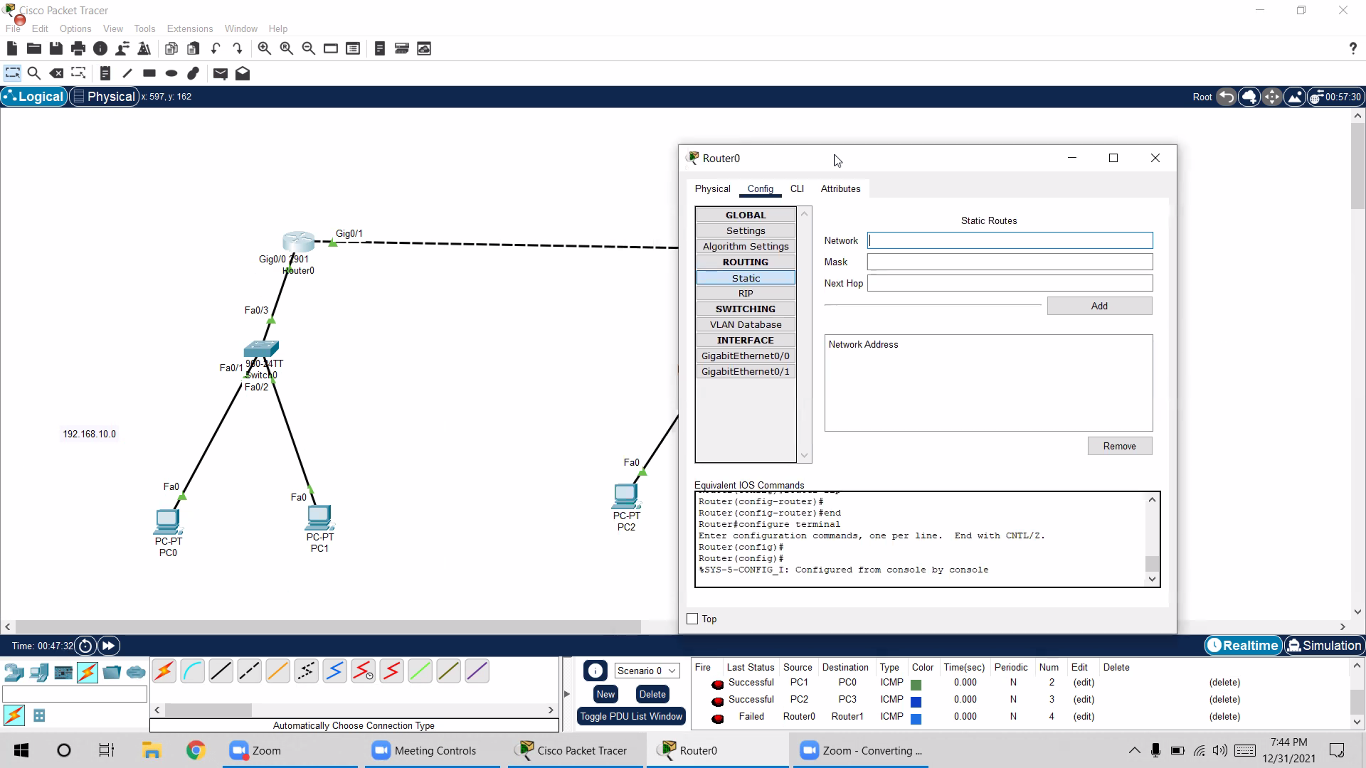 Cisco Packet Tracer
File Edit Options View Tools Extensions Window Help
?
Logical Physical x: 597, y: 162 Root 00:57:30
Router0
Physical Config CLI Attributes
GLOBAL
Settings
Algorithm Settings
ROUTING
Static
RIP
SWITCHING
VLAN Database
INTERFACE
GigabitEthernet0/0
GigabitEthernet0/1
Static Routes
Network
Mask
Next Hop
Add
Network Address
Remove
Equivalent IOS Commands
Router(config-router)#
Router(config-router)#end
Router#configure terminal
Enter configuration commands, one per line. End with CNTL/Z.
Router(config)#
Router(config)#
%SYS-5-CONFIG_I: Configured from console by console
Top
Gig0/1
Gig0/0 2901
Router0
Fa0/3
Fa0/1
Switch0
Fa0/2
192.168.10.0
Fa0
PC-PT
PC0
Fa0
PC-PT
PC1
Fa0
PC-PT
PC2
Time: 00:47:32 Realtime Simulation
Automatically Choose Connection Type
Scenario 0
New Delete
Toggle PDU List Window
Fire Last Status Source Destination Type Color Time(sec) Periodic Num Edit Delete
Successful PC1 PC0 ICMP 0.000 N 2 (edit) (delete)
Successful PC2 PC3 ICMP 0.000 N 3 (edit) (delete)
Failed Router0 Router1 ICMP 0.000 N 4 (edit) (delete)
Zoom Meeting Controls Cisco Packet Tracer Router0 Zoom - Converting ...
7:44 PM
12/31/2021